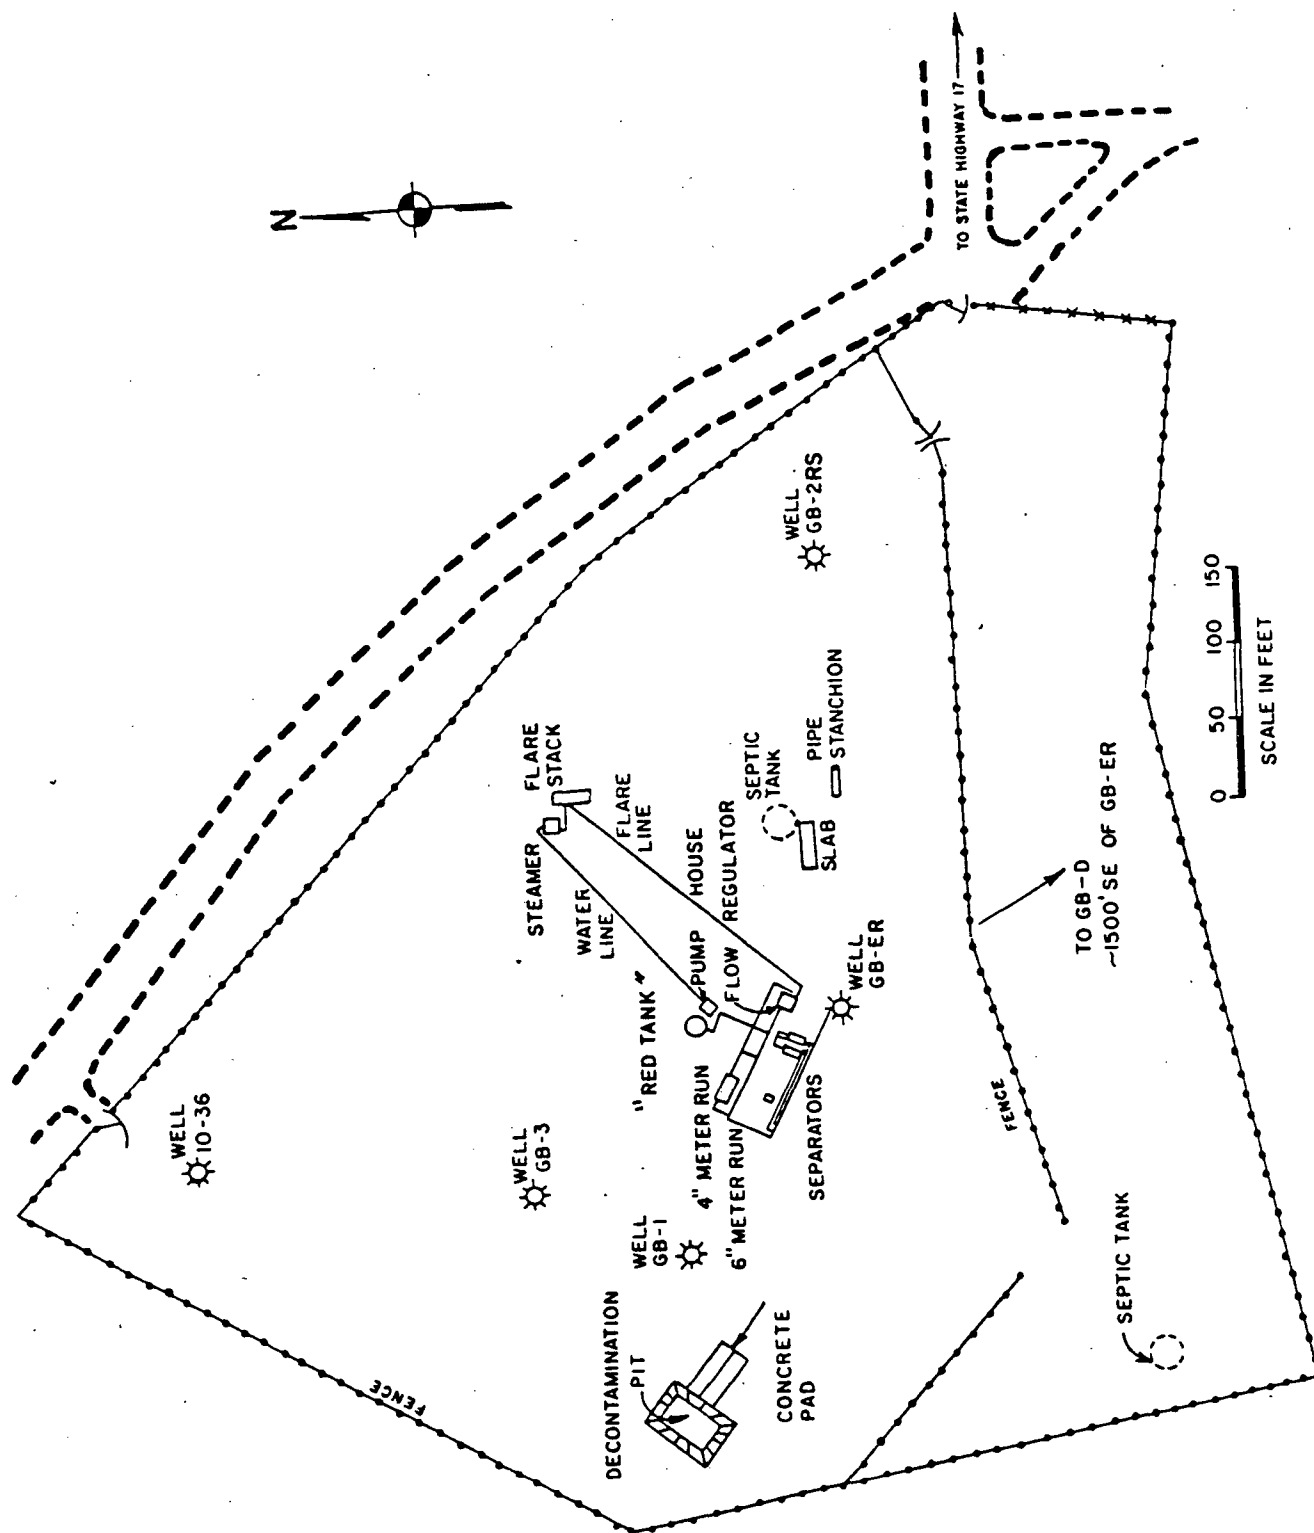 N
TO STATE HIGHWAY 17
WELL
10-36
WELL
GB-3
WELL
GB-1
WELL
GB-2RS
WELL
GB-ER
FLARE
STACK
STEAMER
FLARE
LINE
WATER
LINE
"RED TANK"
PUMP HOUSE
FLOW REGULATOR
SEPTIC
TANK
SLAB
PIPE
STANCHION
4" METER RUN
6" METER RUN
SEPARATORS
DECONTAMINATION
PIT
CONCRETE
PAD
FENCE
FENCE
TO GB-D
~1500' SE OF GB-ER
SEPTIC TANK
0 50 100 150
SCALE IN FEET